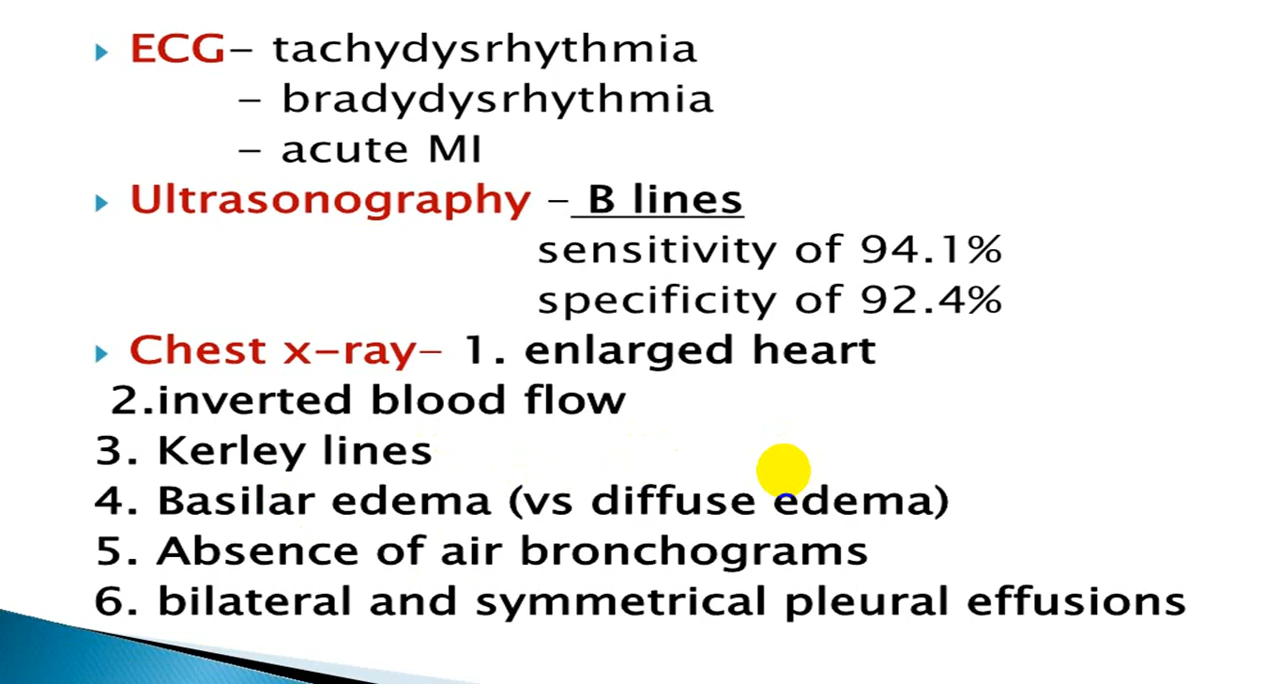 ECG– tachydysrhythmia
– bradydysrhythmia
– acute MI
Ultrasonography – B lines
sensitivity of 94.1%
specificity of 92.4%
Chest x-ray– 1. enlarged heart
2.inverted blood flow
3. Kerley lines
4. Basilar edema (vs diffuse edema)
5. Absence of air bronchograms
6. bilateral and symmetrical pleural effusions